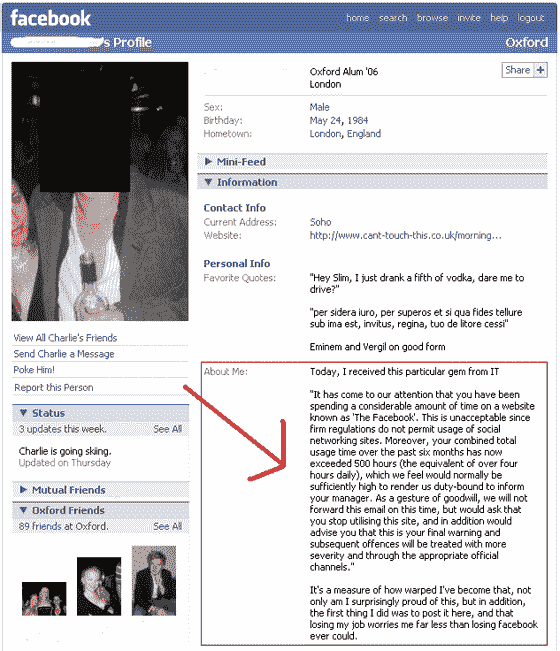 facebook
home search browse invite help logout
's Profile
Oxford
Oxford Alum '06
London
Share +
Sex: Male
Birthday: May 24, 1984
Hometown: London, England
Mini-Feed
Information
Contact Info
Current Address: Soho
Website: http://www.cant-touch-this.co.uk/morning...
Personal Info
Favorite Quotes: "Hey Slim, I just drank a fifth of vodka, dare me to
drive?"
"per sidera iuro, per superos et si qua fides tellure
sub ima est, invitus, regina, tuo de litore cessi"
Eminem and Vergil on good form
About Me: Today, I received this particular gem from IT
"It has come to our attention that you have been
spending a considerable amount of time on a website
known as 'The Facebook'. This is unacceptable since
firm regulations do not permit usage of social
networking sites. Moreover, your combined total
usage time over the past six months has now
exceeded 500 hours (the equivalent of over four
hours daily), which we feel would normally be
sufficiently high to render us duty-bound to inform
your manager. As a gesture of goodwill, we will not
forward this email on this time, but would ask that
you stop utilising this site, and in addition would
advise you that this is your final warning and
subsequent offences will be treated with more
severity and through the appropriate official
channels."
It's a measure of how warped I've become that, not
only am I surprisingly proud of this, but in addition,
the first thing I did was to post it here, and that
losing my job worries me far less than losing facebook
ever could.
View All Charlie's Friends
Send Charlie a Message
Poke Him!
Report this Person
Status
3 updates this week. See All
Charlie is going skiing.
Updated on Thursday
Mutual Friends
Oxford Friends
89 friends at Oxford. See All